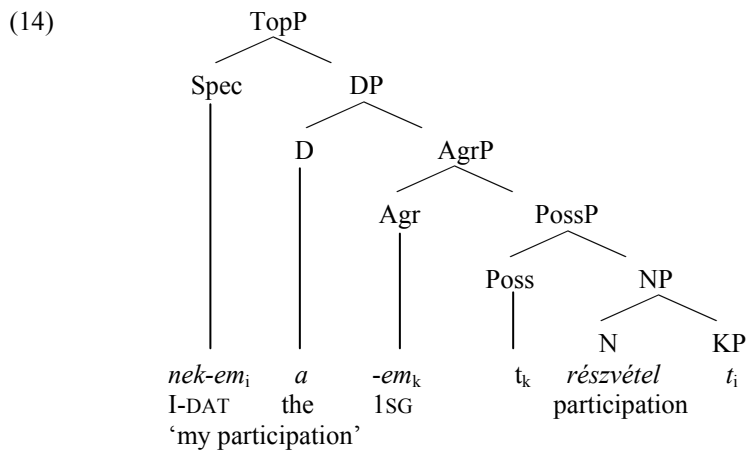 (14) TopP
Spec DP
D AgrP
Agr PossP
Poss NP
N KP
nek-emi a -emk tk részvétel ti
I-DAT the 1SG participation
‘my participation’